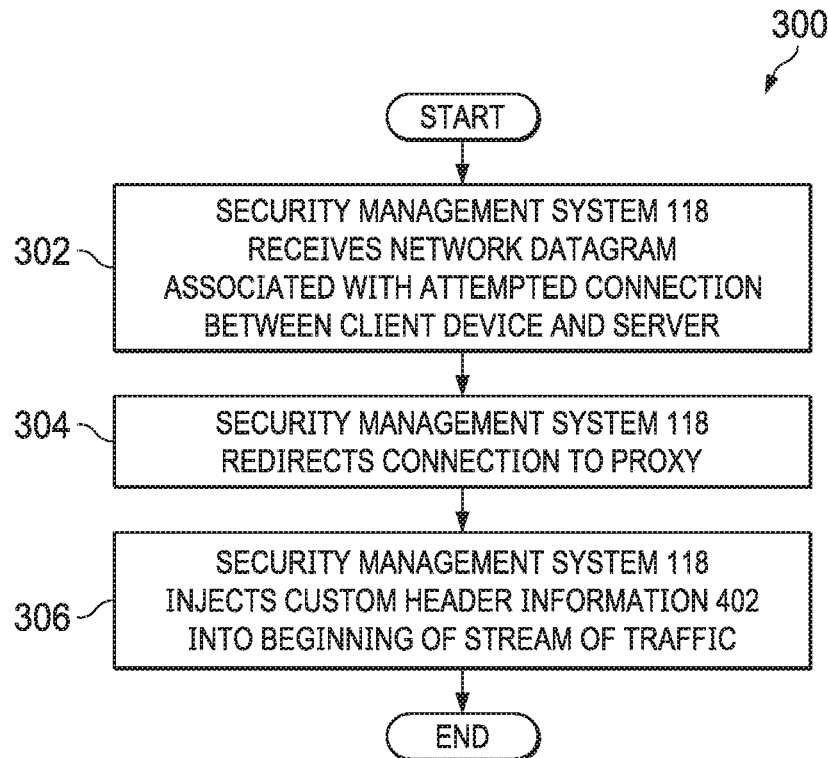 300
START
SECURITY MANAGEMENT SYSTEM 118
RECEIVES NETWORK DATAGRAM
ASSOCIATED WITH ATTEMPTED CONNECTION
BETWEEN CLIENT DEVICE AND SERVER
302
SECURITY MANAGEMENT SYSTEM 118
REDIRECTS CONNECTION TO PROXY
304
SECURITY MANAGEMENT SYSTEM 118
INJECTS CUSTOM HEADER INFORMATION 402
INTO BEGINNING OF STREAM OF TRAFFIC
306
END